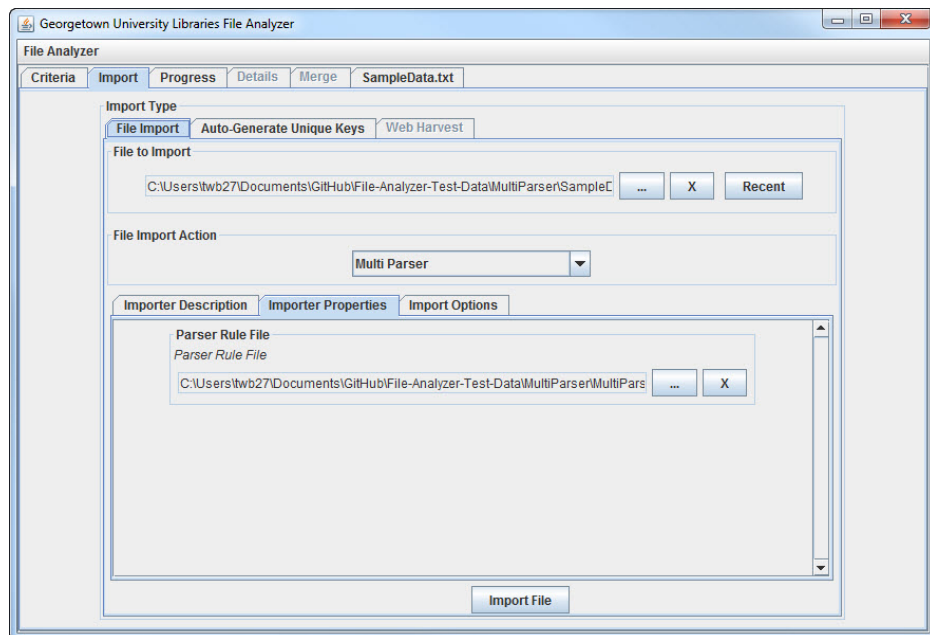 Georgetown University Libraries File Analyzer
File Analyzer
Criteria Import Progress Details Merge SampleData.txt
Import Type
File Import Auto-Generate Unique Keys Web Harvest
File to Import
C:\Users\twb27\Documents\GitHub\File-Analyzer-Test-Data\MultiParser\SampleD ... X Recent
File Import Action
Multi Parser
Importer Description Importer Properties Import Options
Parser Rule File
Parser Rule File
C:\Users\twb27\Documents\GitHub\File-Analyzer-Test-Data\MultiParser\MultiPars ... X
Import File